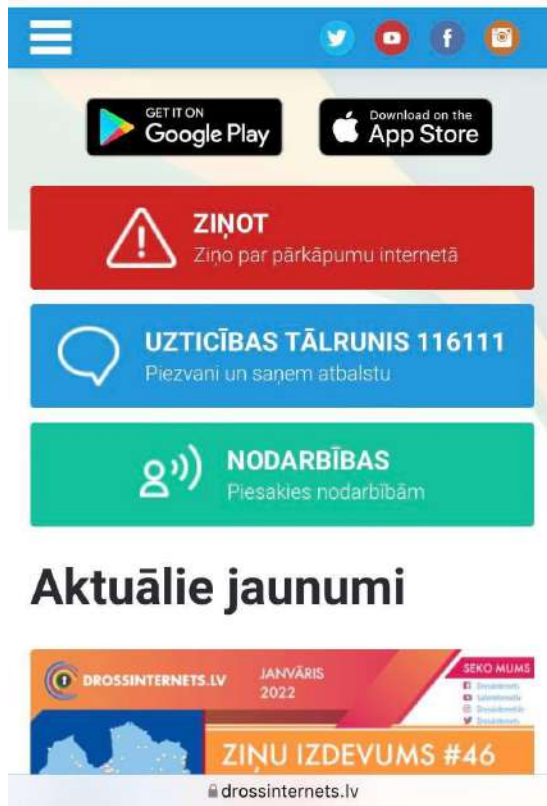 GET IT ON
Google Play
Download on the
App Store
ZIŅOT
Ziņo par pārkāpumu internetā
UZTICĪBAS TĀLRUNIS 116111
Piezvani un saņem atbalstu
NODARBĪBAS
Piesakies nodarbībām
Aktuālie jaunumi
DROSSINTERNETS.LV
JANVĀRIS
2022
SEKO MUMS
ZIŅU IZDEVUMS #46
drossinternets.lv